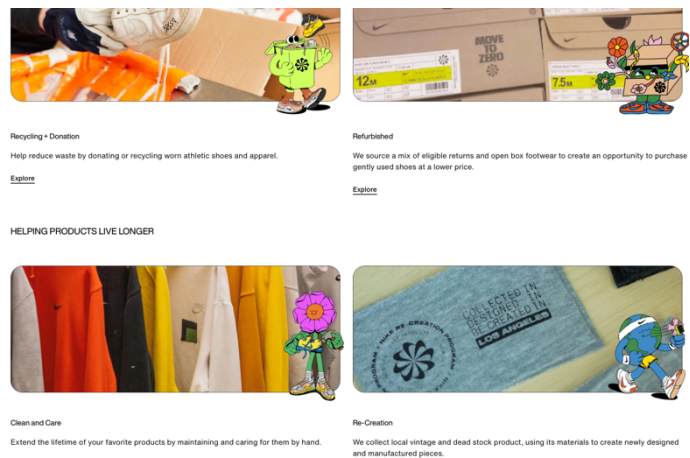 MOVE
TO
ZERO
12M
7.5M
Recycling + Donation
Help reduce waste by donating or recycling worn athletic shoes and apparel.
Explore
Refurbished
We source a mix of eligible returns and open box footwear to create an opportunity to purchase
gently used shoes at a lower price.
Explore
HELPING PRODUCTS LIVE LONGER
COLLECTED IN
DESIGNED IN
RE-CREATED IN
LOS ANGELES
NIKE RE-CREATION PROGRAM
PROGRAM
Clean and Care
Extend the lifetime of your favorite products by maintaining and caring for them by hand.
Re-Creation
We collect local vintage and dead stock product, using its materials to create newly designed
and manufactured pieces.